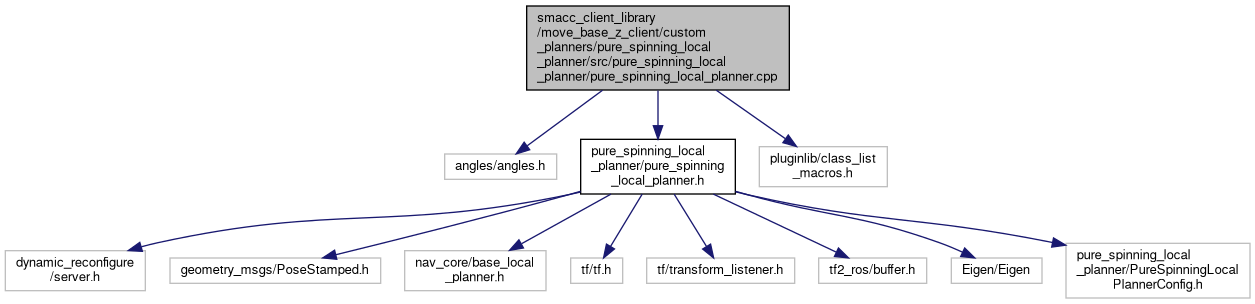 smacc_client_library
/move_base_z_client/custom
_planners/pure_spinning_local
_planner/src/pure_spinning_local
_planner/pure_spinning_local_planner.cpp
angles/angles.h
pure_spinning_local
_planner/pure_spinning
_local_planner.h
pluginlib/class_list
_macros.h
dynamic_reconfigure
/server.h
geometry_msgs/PoseStamped.h
nav_core/base_local
_planner.h
tf/tf.h
tf/transform_listener.h
tf2_ros/buffer.h
Eigen/Eigen
pure_spinning_local
_planner/PureSpinningLocal
PlannerConfig.h